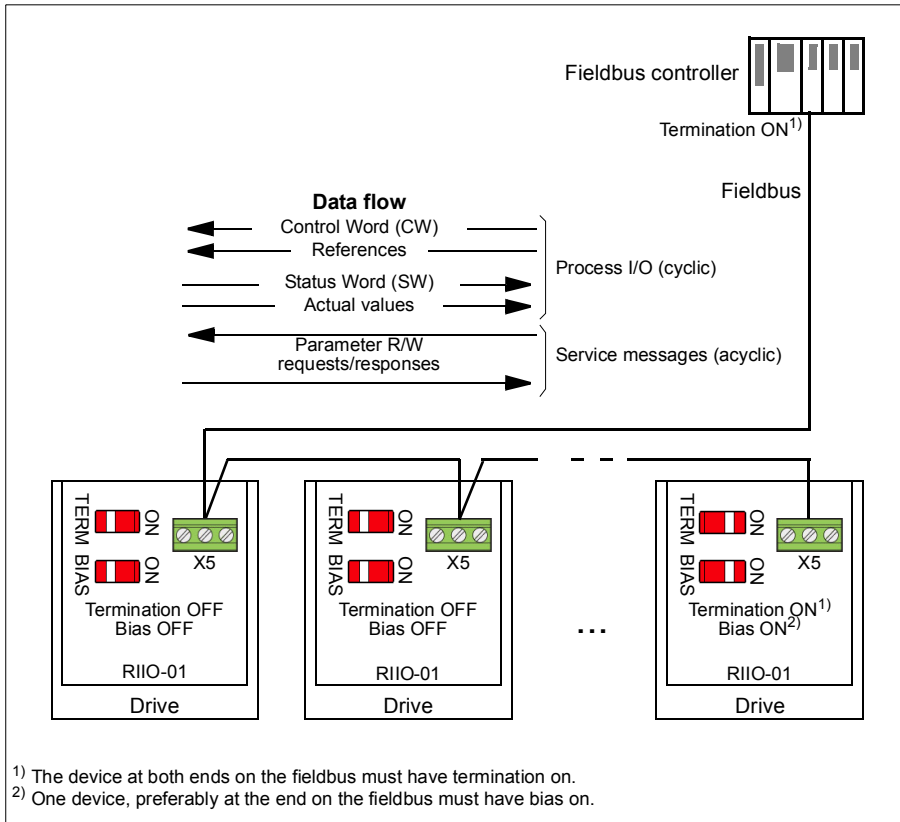 Fieldbus controller
Termination ON1)
Fieldbus
Data flow
Control Word (CW)
References
Status Word (SW)
Actual values
Process I/O (cyclic)
Parameter R/W
requests/responses
Service messages (acyclic)
TERM
ON
BIAS
ON
X5
Termination OFF
Bias OFF
RIIO-01
Drive
TERM
ON
BIAS
ON
X5
Termination OFF
Bias OFF
RIIO-01
Drive
...
TERM
ON
BIAS
ON
X5
Termination ON1)
Bias ON2)
RIIO-01
Drive
1) The device at both ends on the fieldbus must have termination on.
2) One device, preferably at the end on the fieldbus must have bias on.